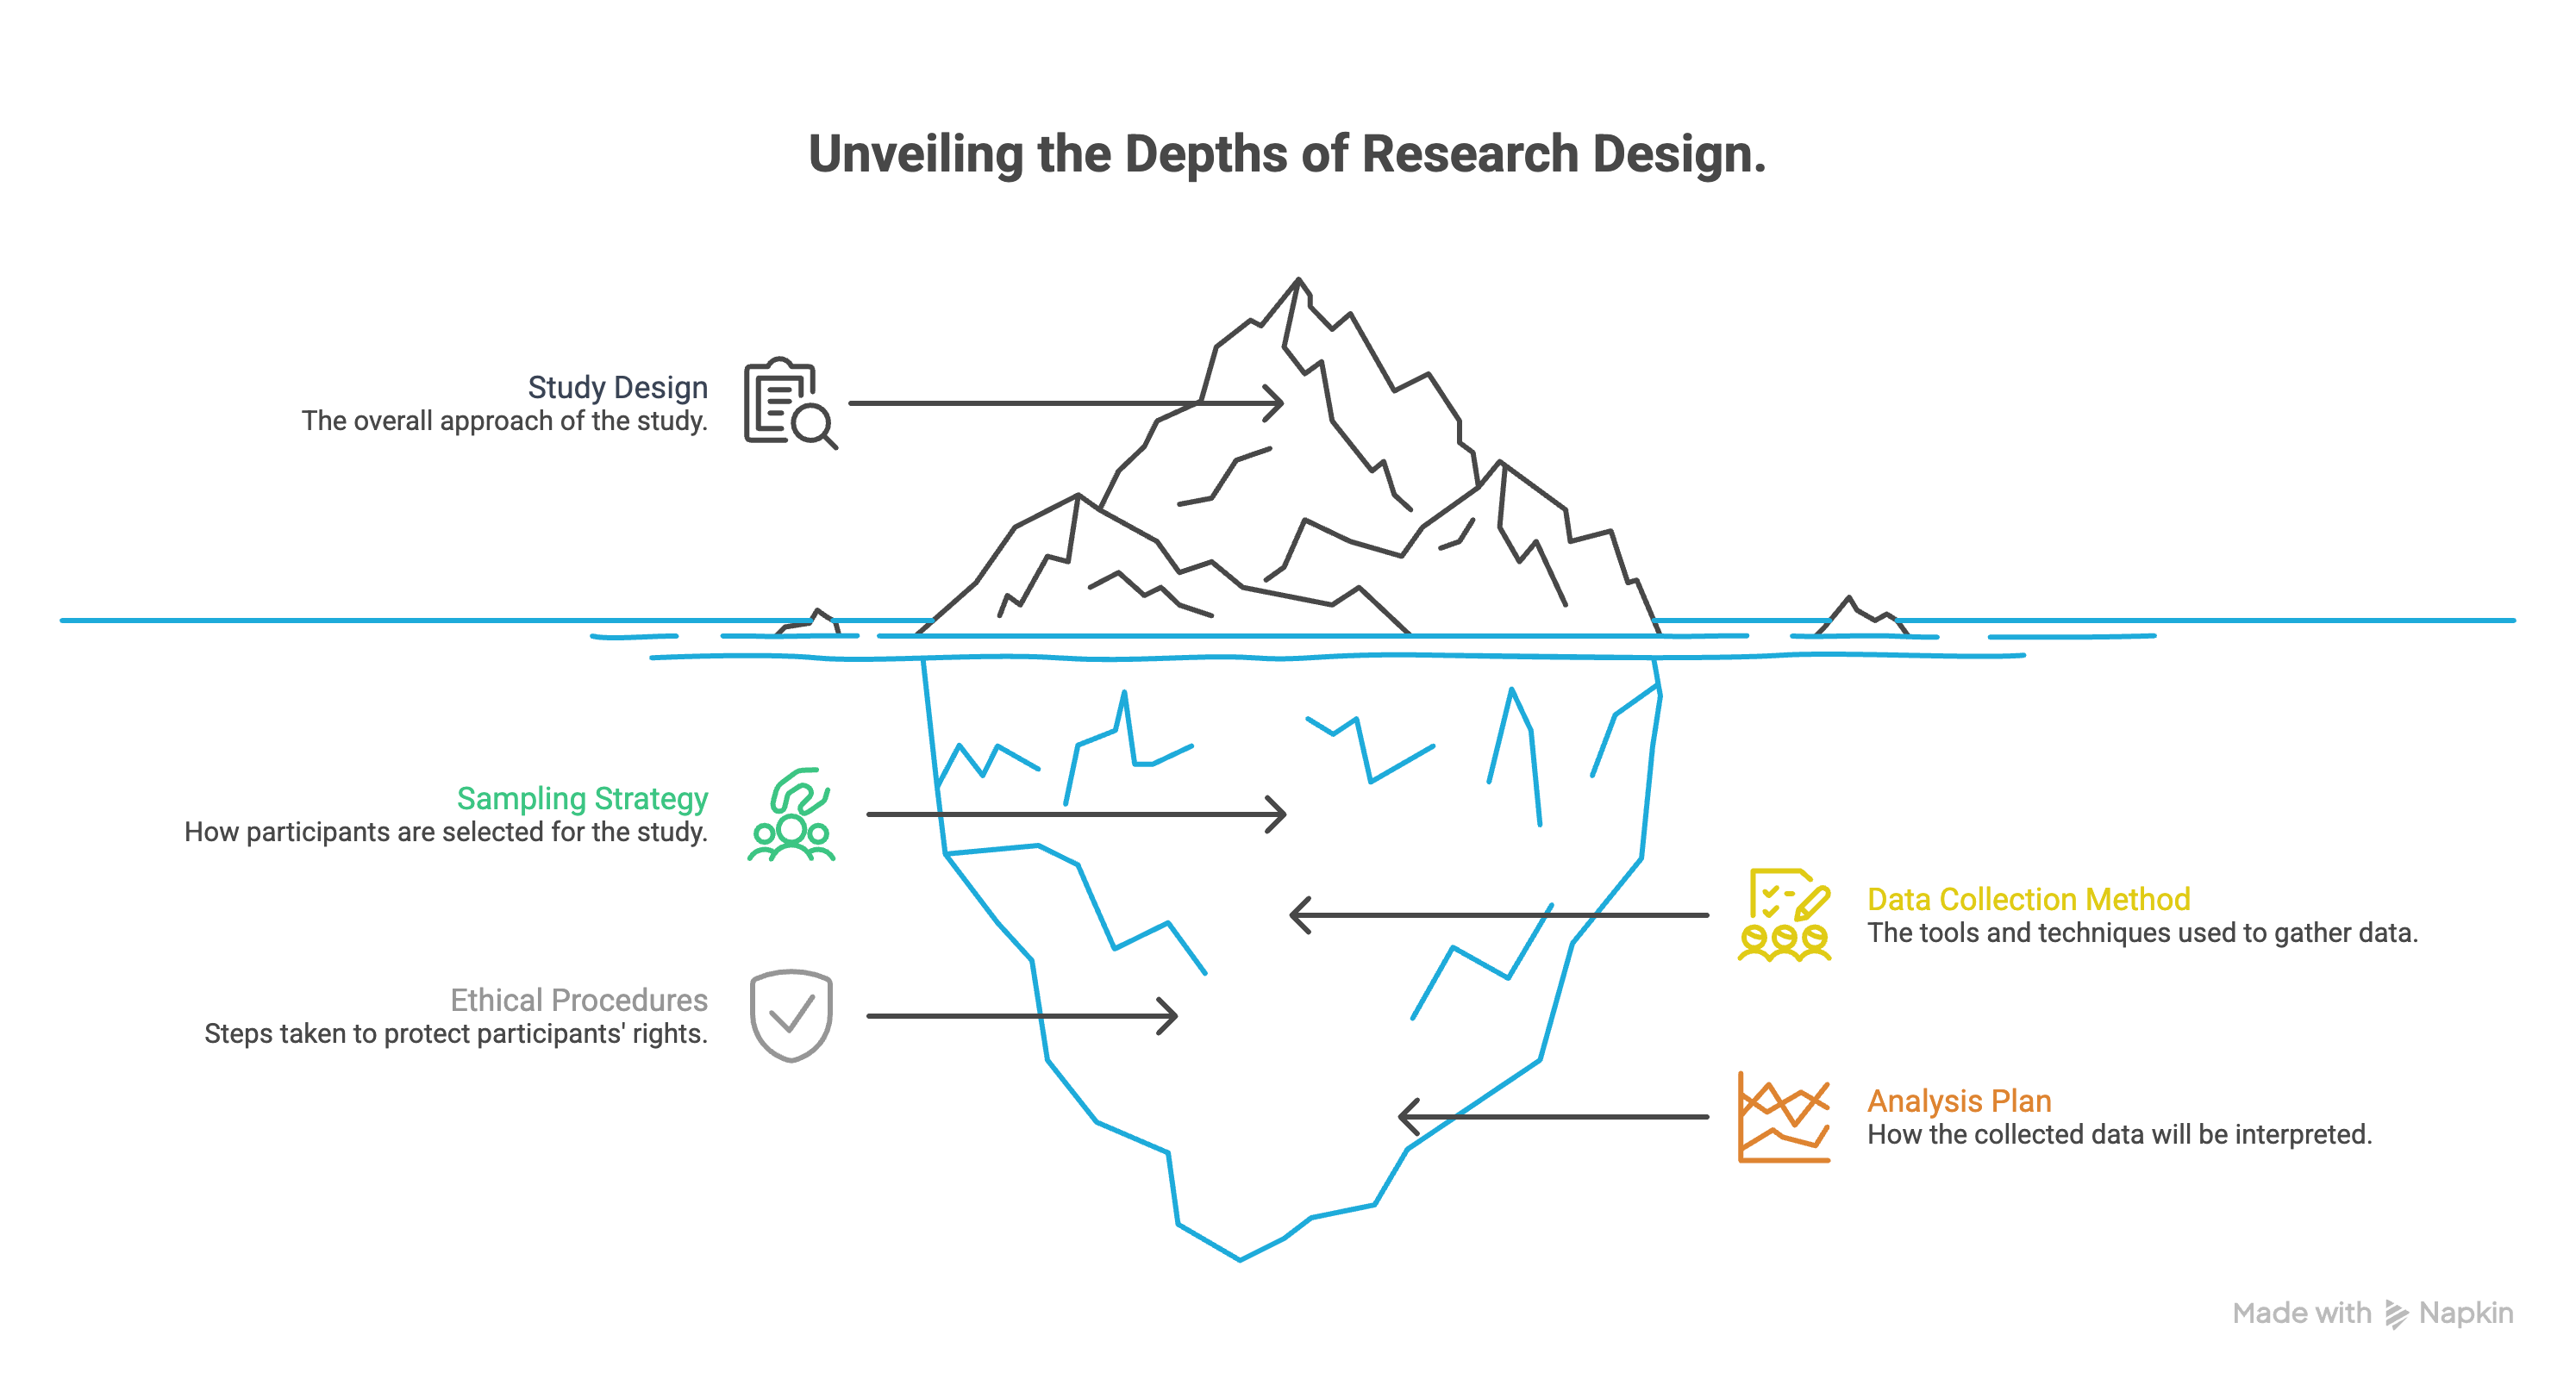 Unveiling the Depths of Research Design.
Study Design
The overall approach of the study.
Sampling Strategy
How participants are selected for the study.
Data Collection Method
The tools and techniques used to gather data.
Ethical Procedures
Steps taken to protect participants' rights.
Analysis Plan
How the collected data will be interpreted.
Made with Napkin